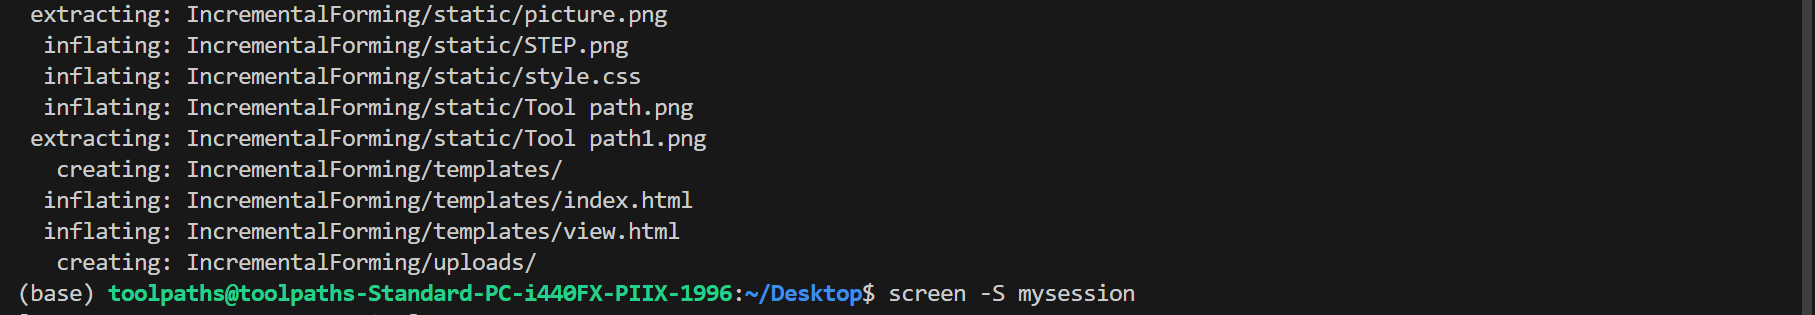 extracting: IncrementalForming/static/picture.png
inflating: IncrementalForming/static/STEP.png
inflating: IncrementalForming/static/style.css
inflating: IncrementalForming/static/Tool path.png
extracting: IncrementalForming/static/Tool path1.png
creating: IncrementalForming/templates/
inflating: IncrementalForming/templates/index.html
inflating: IncrementalForming/templates/view.html
creating: IncrementalForming/uploads/
(base) toolpaths@toolpaths-Standard-PC-i440FX-PIIX-1996:~/Desktop$ screen -S mysession